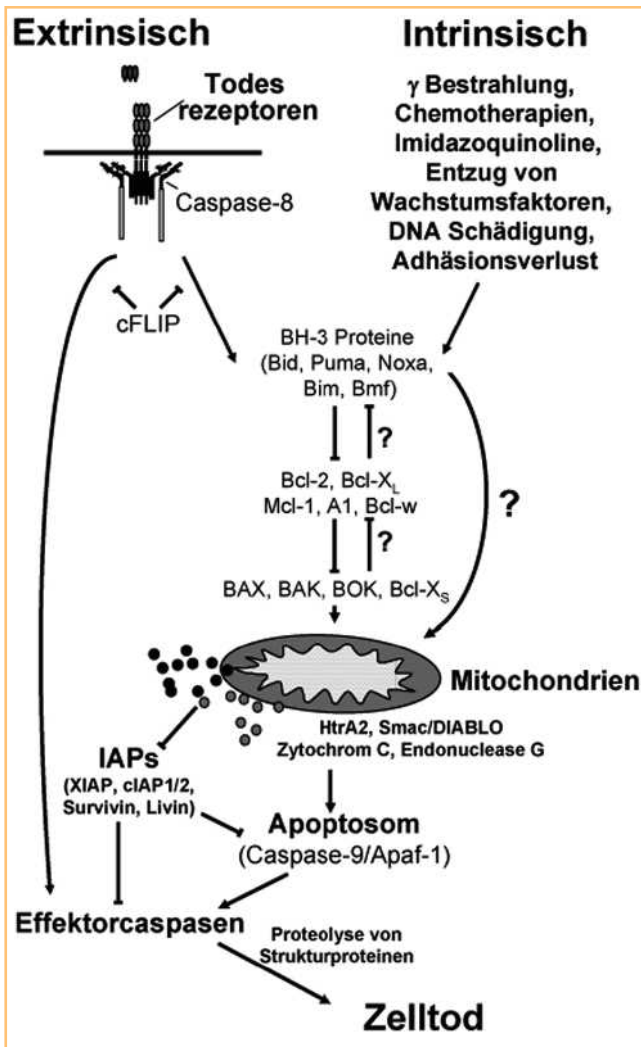 Extrinsisch
Intrinsisch
Todes
rezeptoren
Caspase-8
cFLIP
γ Bestrahlung,
Chemotherapien,
Imidazoquinoline,
Entzug von
Wachstumsfaktoren,
DNA Schädigung,
Adhäsionsverlust
BH-3 Proteine
(Bid, Puma, Noxa,
Bim, Bmf)
?
Bcl-2, Bcl-X_L
Mcl-1, A1, Bcl-w
?
?
BAX, BAK, BOK, Bcl-X_S
Mitochondrien
HtrA2, Smac/DIABLO
Zytochrom C, Endonuclease G
IAPs
(XIAP, cIAP1/2,
Survivin, Livin)
Apoptosom
(Caspase-9/Apaf-1)
Effektorcaspasen
Proteolyse von
Strukturproteinen
Zelltod